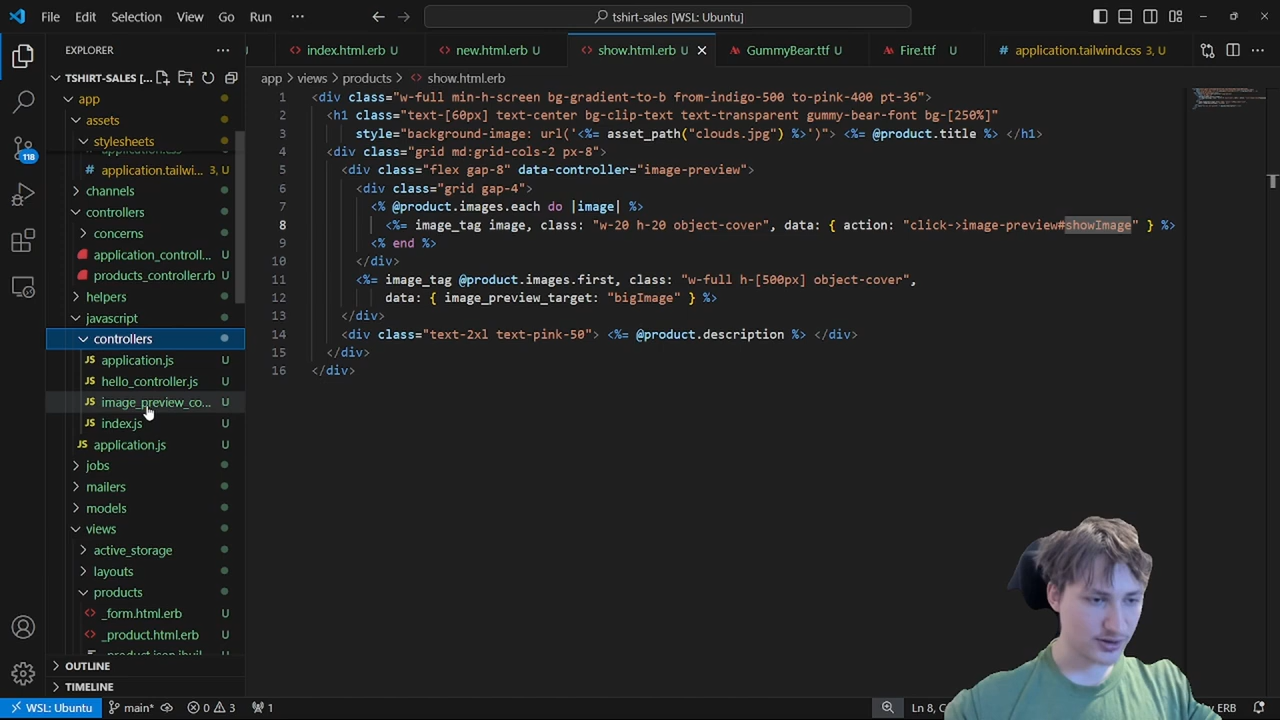 File Edit Selection View Go Run ··· tshirt-sales [WSL: Ubuntu]
EXPLORER ···
index.html.erb U new.html.erb U show.html.erb U GummyBear.ttf U Fire.ttf U application.tailwind.css 3, U ···
TSHIRT-SALES [...
app > views > products > show.html.erb
app
assets
stylesheets
application.css
application.tailwi... 3, U
channels
controllers
concerns
application_controll... U
products_controller.rb U
helpers
javascript
controllers
application.js U
hello_controller.js U
image_preview_co... U
index.js U
application.js U
jobs
mailers
models
views
active_storage
layouts
products
_form.html.erb U
_product.html.erb U
OUTLINE
TIMELINE
118
1 <div class="w-full min-h-screen bg-gradient-to-b from-indigo-500 to-pink-400 pt-36">
2 <h1 class="text-[60px] text-center bg-clip-text text-transparent gummy-bear-font bg-[250%]"
3 style="background-image: url('<%= asset_path("clouds.jpg") %>')"> <%= @product.title %> </h1>
4 <div class="grid md:grid-cols-2 px-8">
5 <div class="flex gap-8" data-controller="image-preview">
6 <div class="grid gap-4">
7 <% @product.images.each do |image| %>
8 <%= image_tag image, class: "w-20 h-20 object-cover", data: { action: "click->image-preview#showImage" } %>
9 <% end %>
10 </div>
11 <%= image_tag @product.images.first, class: "w-full h-[500px] object-cover",
12 data: { image_preview_target: "bigImage" } %>
13 </div>
14 <div class="text-2xl text-pink-50"> <%= @product.description %> </div>
15 </div>
16 </div>
WSL: Ubuntu main* 0 3 1 Ln 8, C ERB